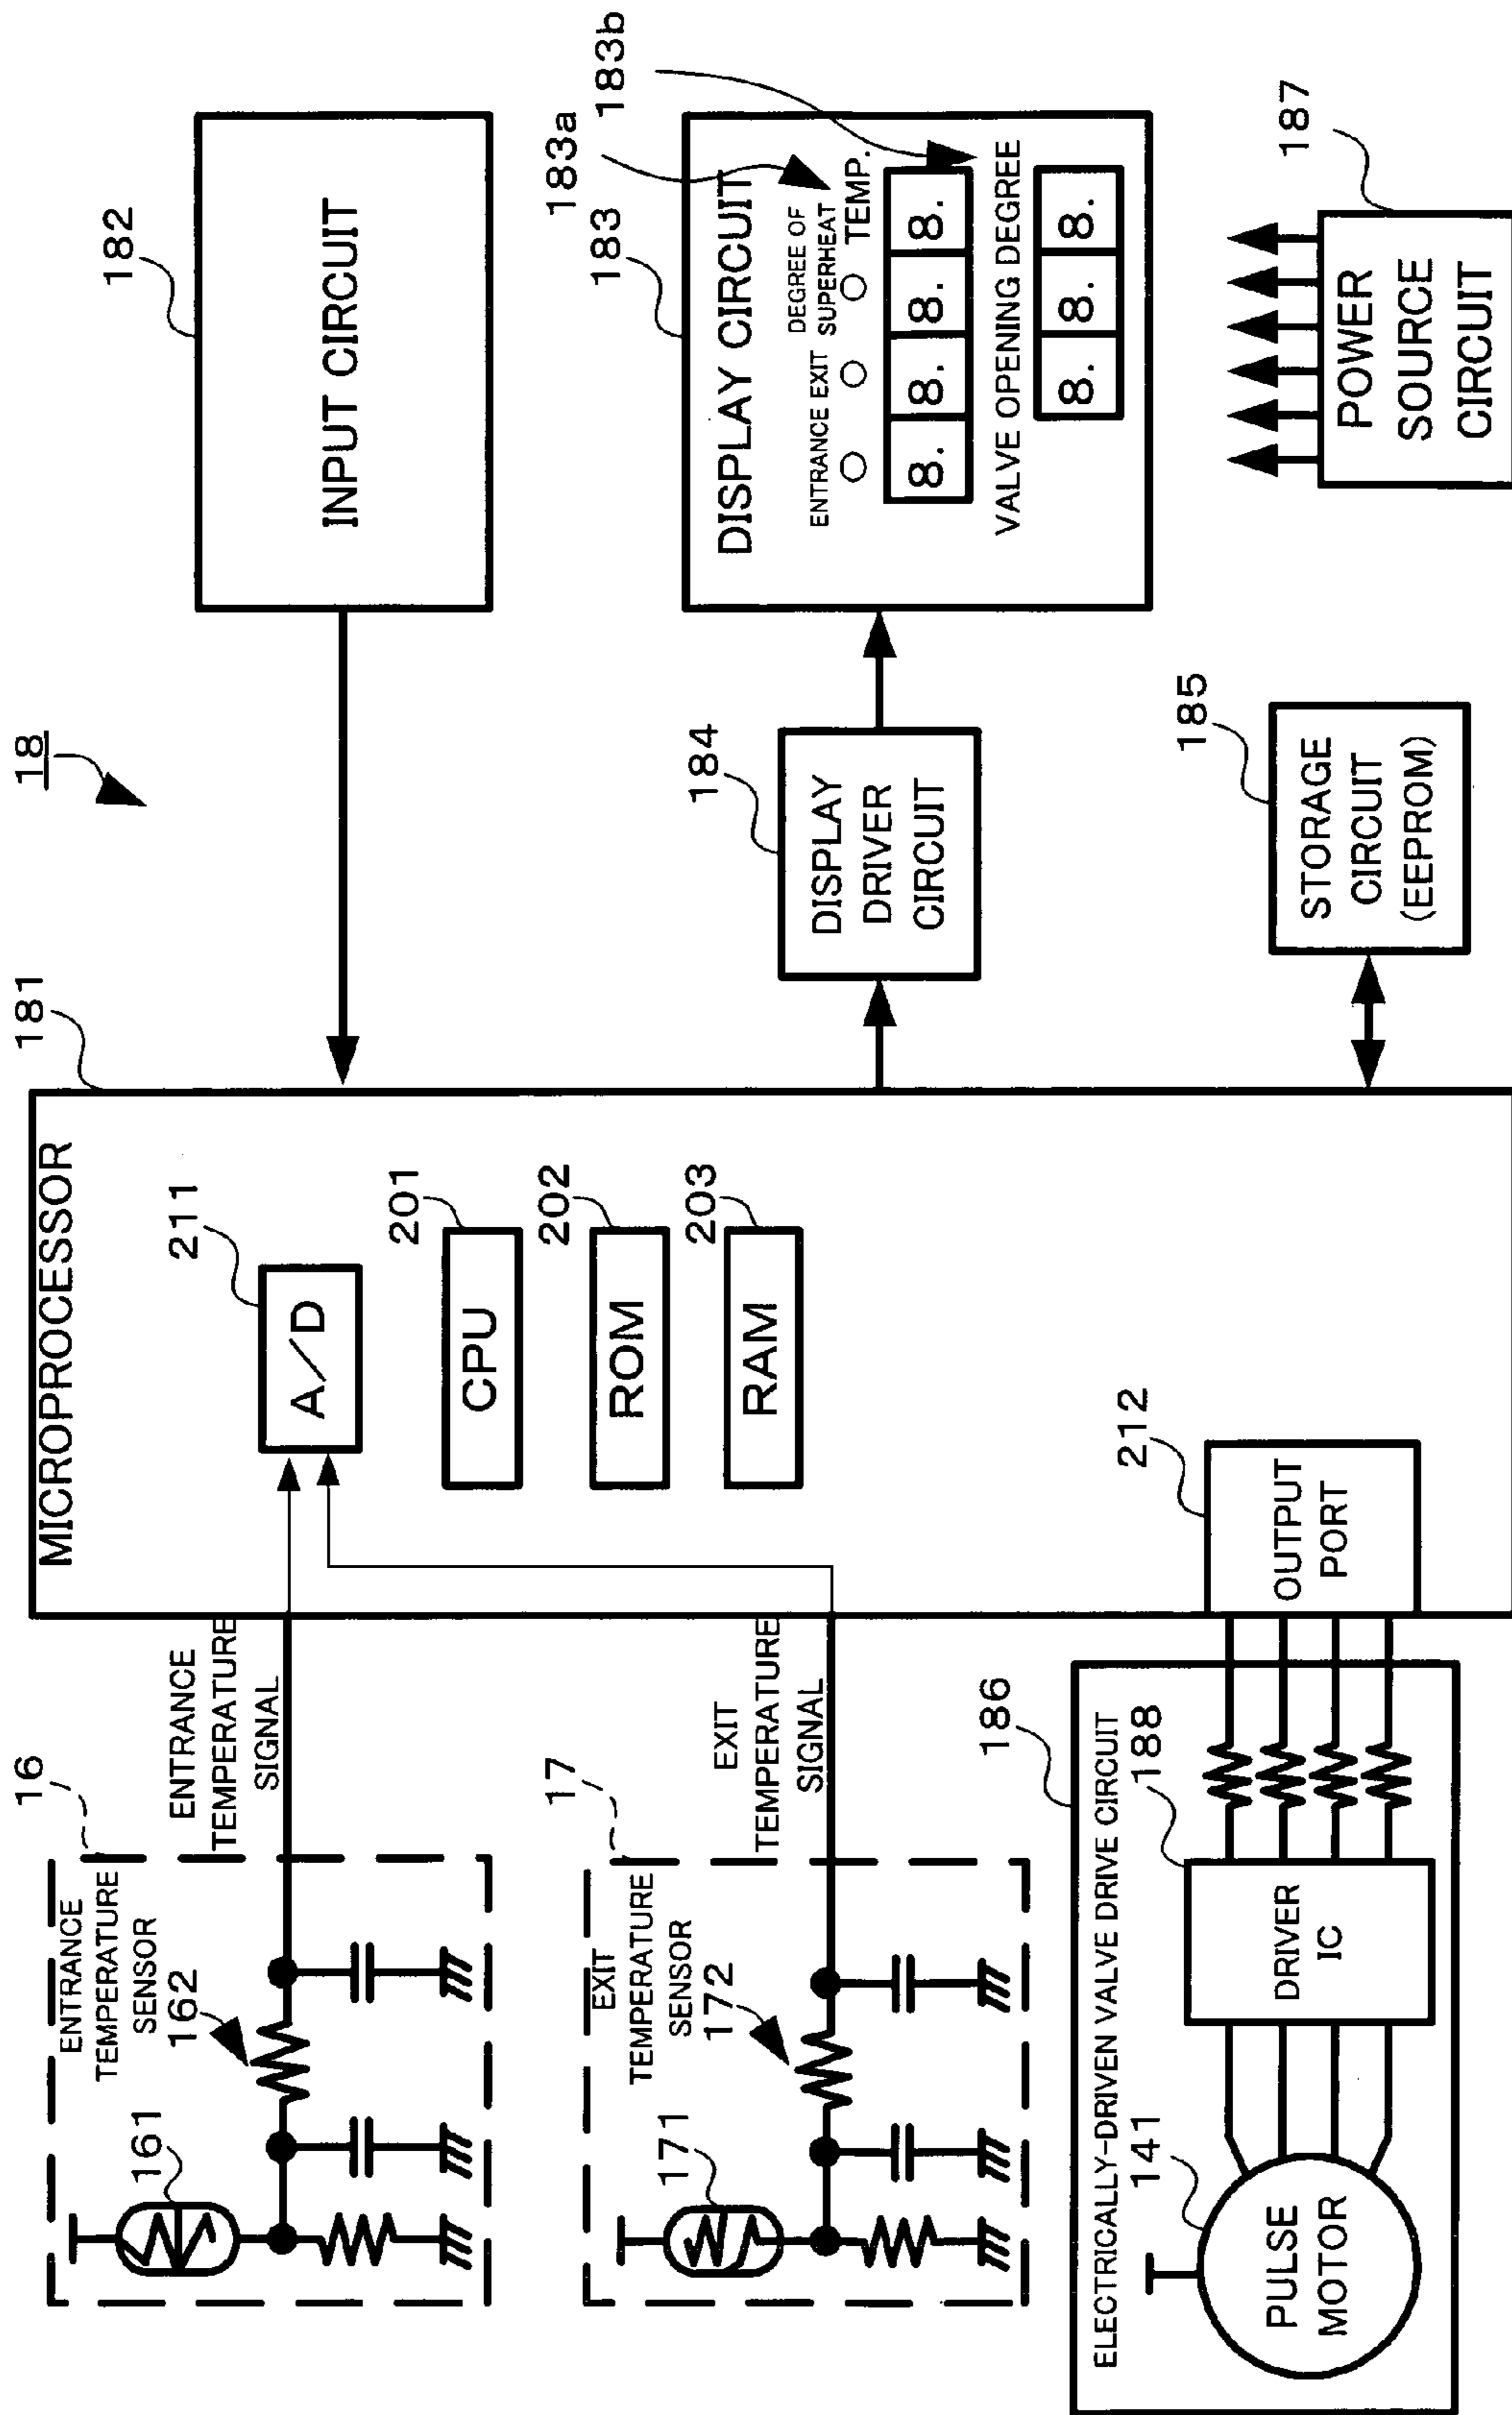 18
16
ENTRANCE
TEMPERATURE
SENSOR
161
162
ENTRANCE
TEMPERATURE
SIGNAL
17
EXIT
TEMPERATURE
SENSOR
171
172
EXIT
TEMPERATURE
SIGNAL
186
ELECTRICALLY-DRIVEN VALVE DRIVE CIRCUIT
141
PULSE
MOTOR
188
DRIVER
IC
MICROPROCESSOR
181
211
A/D
201
CPU
202
ROM
203
RAM
212
OUTPUT
PORT
182
INPUT CIRCUIT
184
DISPLAY
DRIVER
CIRCUIT
183
183a
183b
DISPLAY CIRCUIT
ENTRANCE EXIT DEGREE OF
SUPERHEAT
TEMP.
8. 8. 8. 8.
VALVE OPENING DEGREE
8. 8. 8.
185
STORAGE
CIRCUIT
(EEPROM)
187
POWER
SOURCE
CIRCUIT